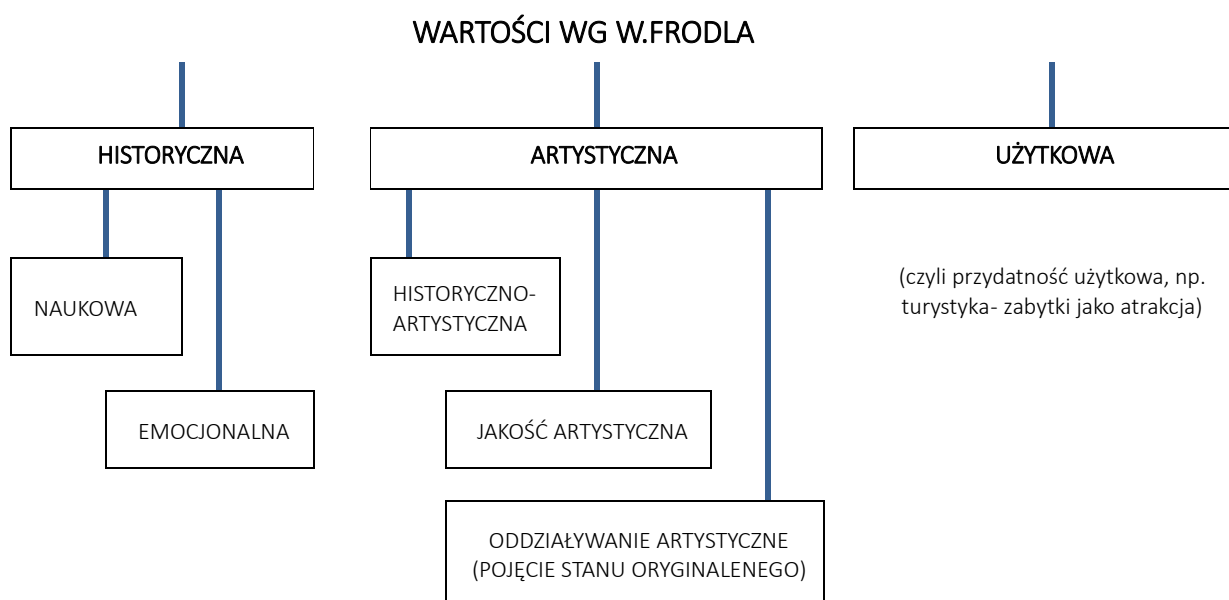 WARTOŚCI WG W.FRODLA
HISTORYCZNA
ARTYSTYCZNA
UŻYTKOWA
NAUKOWA
EMOCJONALNA
HISTORYCZNO-
ARTYSTYCZNA
JAKOŚĆ ARTYSTYCZNA
ODDZIAŁYWANIE ARTYSTYCZNE
(POJĘCIE STANU ORYGINALENEGO)
(czyli przydatność użytkowa, np.
turystyka- zabytki jako atrakcja)